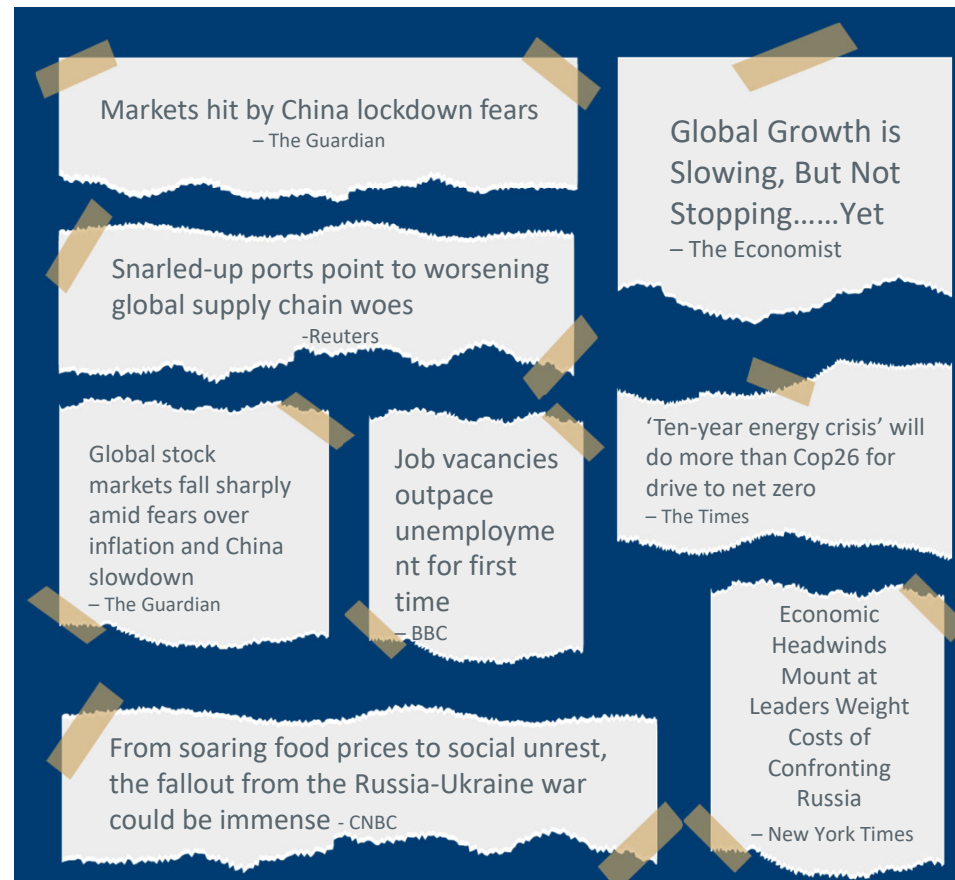 Markets hit by China lockdown fears
– The Guardian
Global Growth is
Slowing, But Not
Stopping......Yet
– The Economist
Snarled-up ports point to worsening
global supply chain woes
-Reuters
Global stock
markets fall sharply
amid fears over
inflation and China
slowdown
– The Guardian
Job vacancies
outpace
unemployme
nt for first
time
– BBC
‘Ten-year energy crisis’ will
do more than Cop26 for
drive to net zero
– The Times
Economic
Headwinds
Mount at
Leaders Weight
Costs of
Confronting
Russia
– New York Times
From soaring food prices to social unrest,
the fallout from the Russia-Ukraine war
could be immense - CNBC